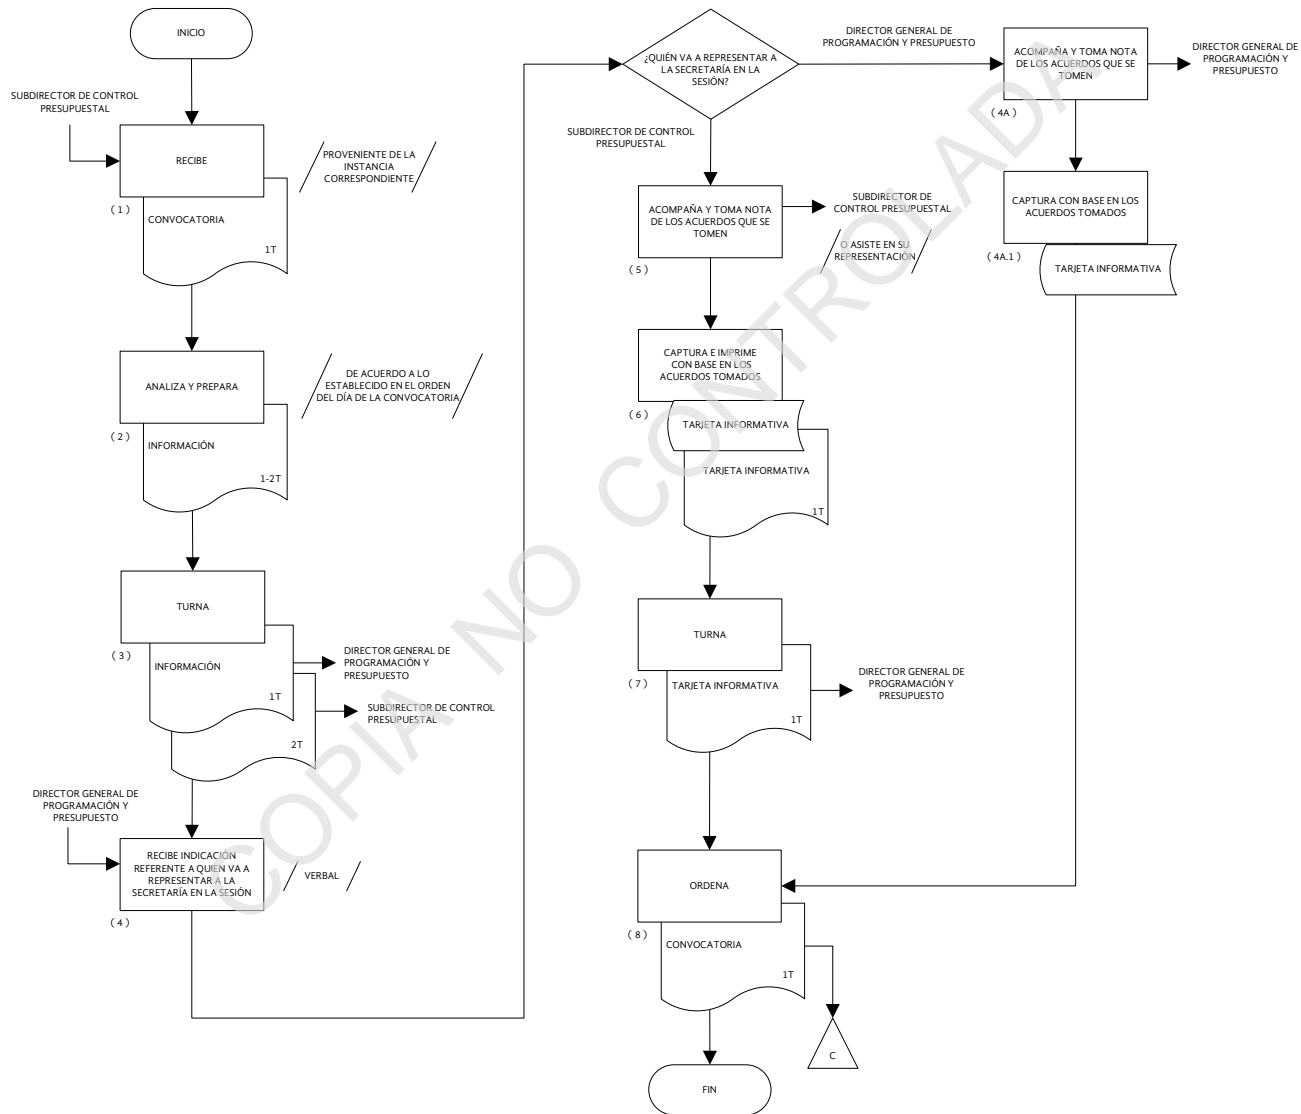 INICIO
SUBDIRECTOR DE CONTROL
PRESUPUESTAL
RECIBE
PROVENIENTE DE LA
INSTANCIA
CORRESPONDIENTE
( 1 )
CONVOCATORIA
1T
ANALIZA Y PREPARA
DE ACUERDO A LO
ESTABLECIDO EN EL ORDEN
DEL DÍA DE LA CONVOCATORIA
( 2 )
INFORMACIÓN
1-2T
TURNA
( 3 )
INFORMACIÓN
1T
DIRECTOR GENERAL DE
PROGRAMACIÓN Y
PRESUPUESTO
2T
SUBDIRECTOR DE CONTROL
PRESUPUESTAL
DIRECTOR GENERAL DE
PROGRAMACIÓN Y
PRESUPUESTO
RECIBE INDICACIÓN
REFERENTE A QUIEN VA A
REPRESENTAR A LA
SECRETARÍA EN LA SESIÓN
VERBAL
( 4 )
¿QUIÉN VA A REPRESENTAR A
LA SECRETARÍA EN LA
SESIÓN?
DIRECTOR GENERAL DE
PROGRAMACIÓN Y PRESUPUESTO
ACOMPAÑA Y TOMA NOTA
DE LOS ACUERDOS QUE SE
TOMEN
DIRECTOR GENERAL DE
PROGRAMACIÓN Y
PRESUPUESTO
( 4A )
CAPTURA CON BASE EN LOS
ACUERDOS TOMADOS
( 4A.1 )
TARJETA INFORMATIVA
SUBDIRECTOR DE CONTROL
PRESUPUESTAL
ACOMPAÑA Y TOMA NOTA
DE LOS ACUERDOS QUE SE
TOMEN
SUBDIRECTOR DE
CONTROL PRESUPUESTAL
O ASISTE EN SU
REPRESENTACIÓN
( 5 )
CAPTURA E IMPRIME
CON BASE EN LOS
ACUERDOS TOMADOS
( 6 )
TARJETA INFORMATIVA
TARJETA INFORMATIVA
1T
TURNA
( 7 )
TARJETA INFORMATIVA
1T
DIRECTOR GENERAL DE
PROGRAMACIÓN Y
PRESUPUESTO
ORDENA
( 8 )
CONVOCATORIA
1T
C
FIN
COPIA NO CONTROLADA